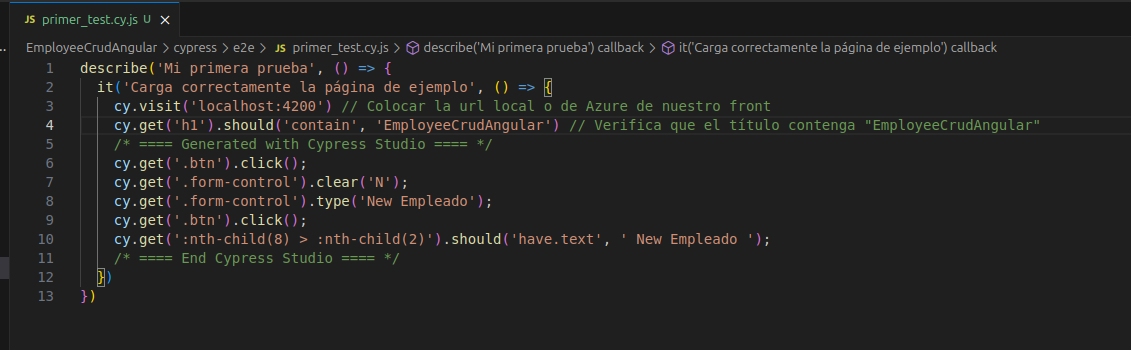 JS primer_test.cy.js U ×
EmployeeCrudAngular > cypress > e2e > JS primer_test.cy.js > describe('Mi primera prueba') callback > it('Carga correctamente la página de ejemplo') callback
1 describe('Mi primera prueba', () => {
2 it('Carga correctamente la página de ejemplo', () => {
3 cy.visit('localhost:4200') // Colocar la url local o de Azure de nuestro front
4 cy.get('h1').should('contain', 'EmployeeCrudAngular') // Verifica que el título contenga "EmployeeCrudAngular"
5 /* ==== Generated with Cypress Studio ==== */
6 cy.get('.btn').click();
7 cy.get('.form-control').clear('N');
8 cy.get('.form-control').type('New Empleado');
9 cy.get('.btn').click();
10 cy.get(':nth-child(8) > :nth-child(2)').should('have.text', ' New Empleado ');
11 /* ==== End Cypress Studio ==== */
12 })
13 })